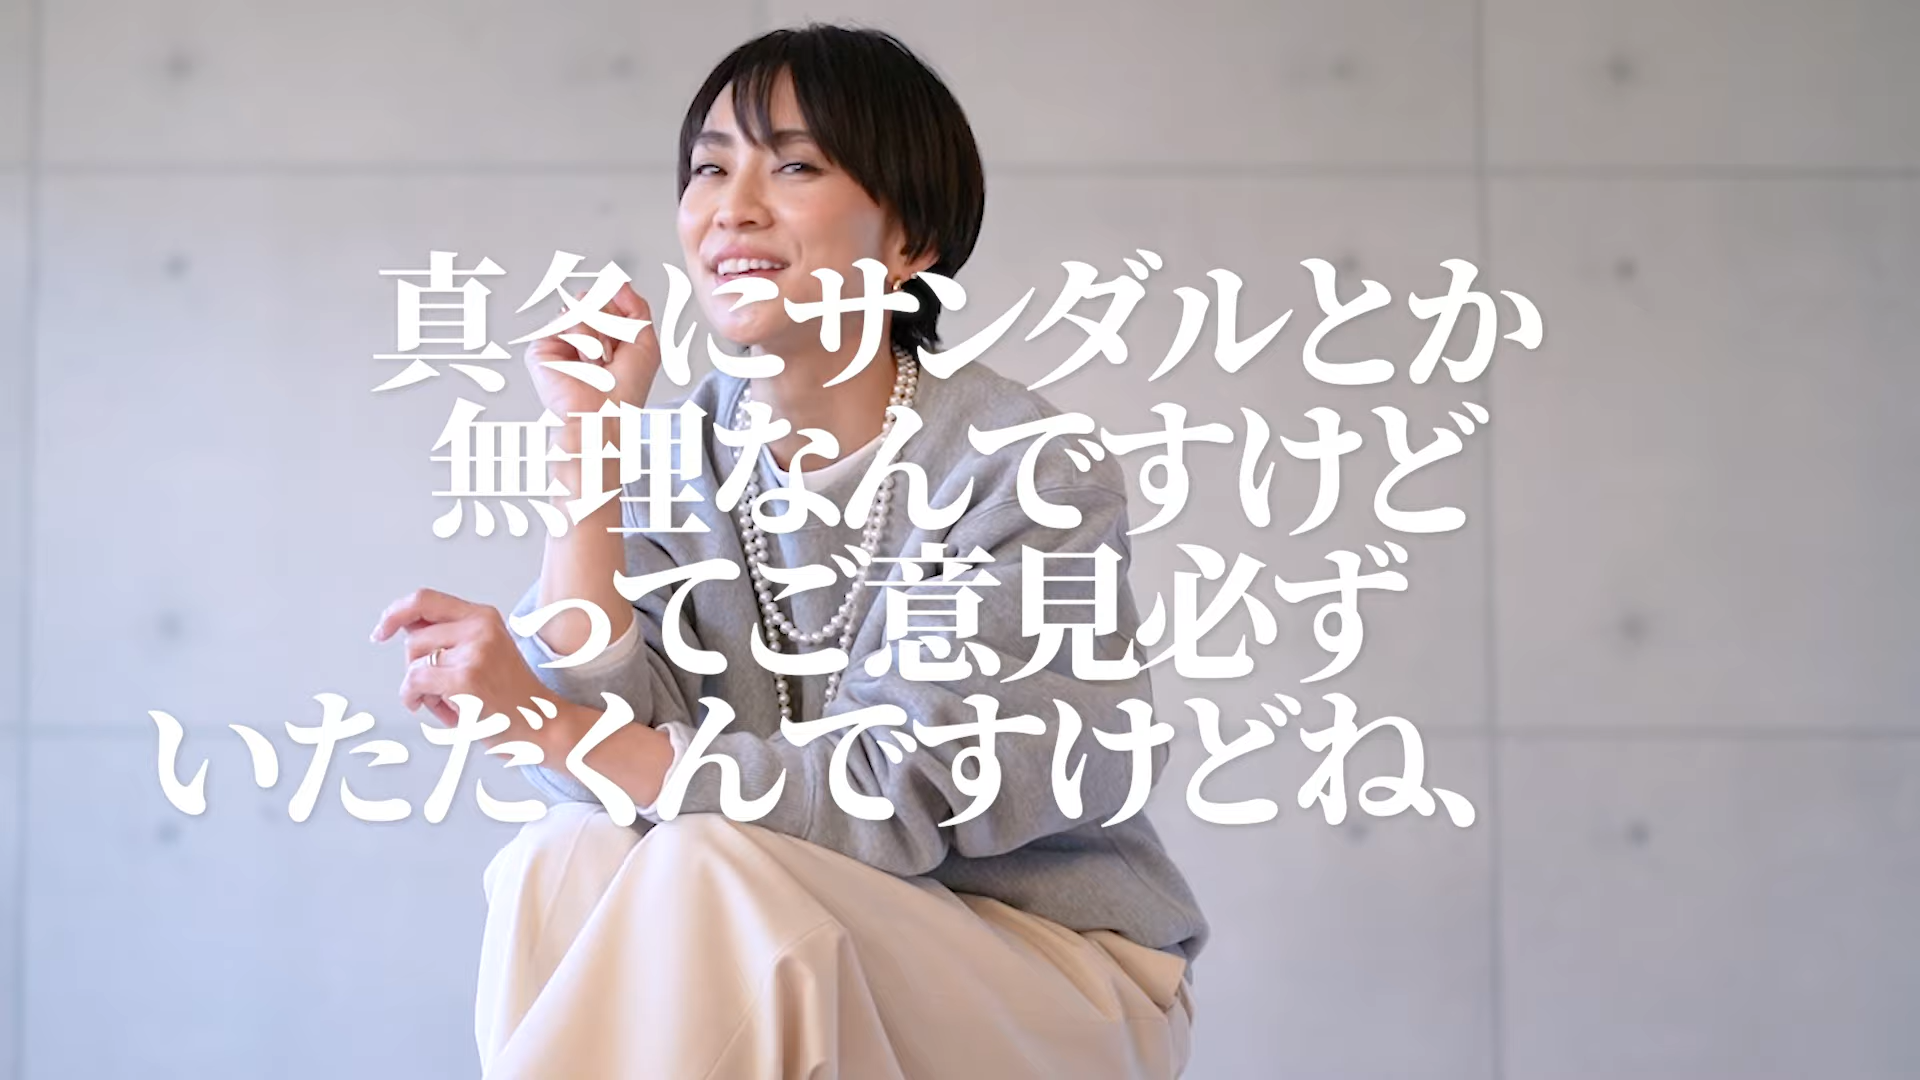 真冬にサンダルとか
無理なんですけど
ってご意見必ず
いただくんですけどね、